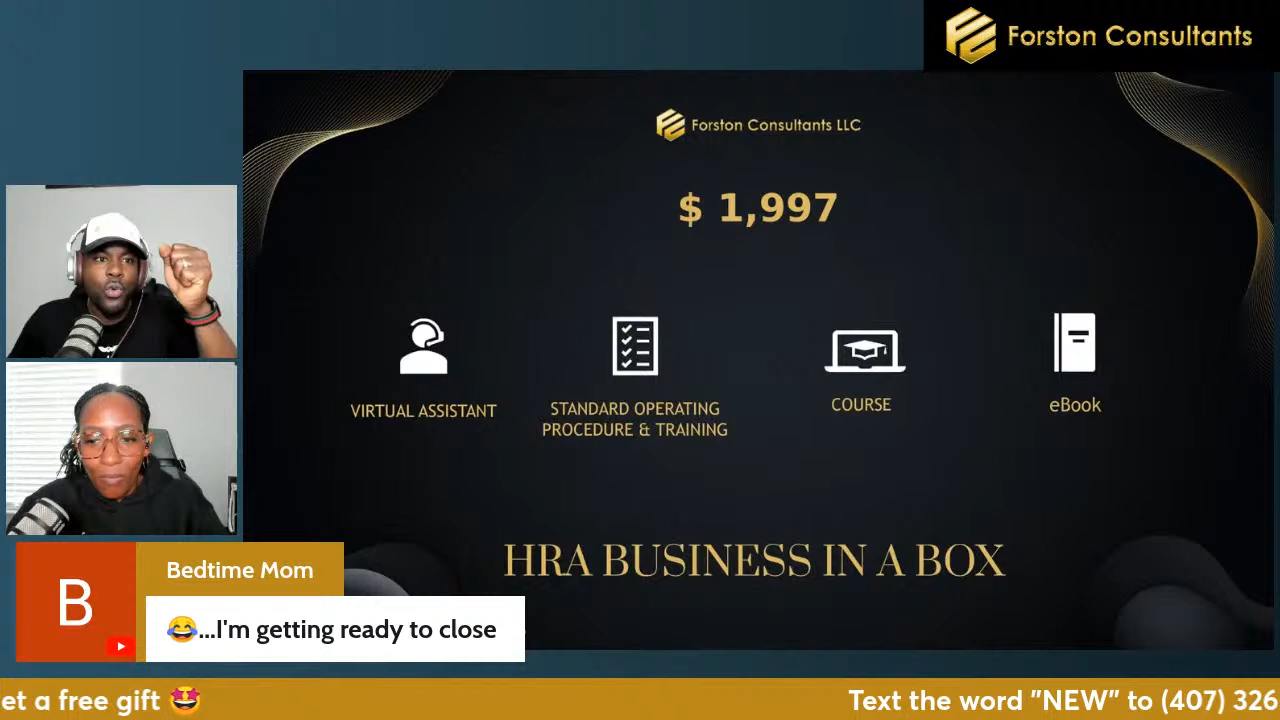 Forston Consultants
Forston Consultants LLC
$ 1,997
VIRTUAL ASSISTANT
STANDARD OPERATING
PROCEDURE & TRAINING
COURSE
eBook
HRA BUSINESS IN A BOX
B
Bedtime Mom
😂...I'm getting ready to close
et a free gift 🤩
Text the word "NEW" to (407) 326